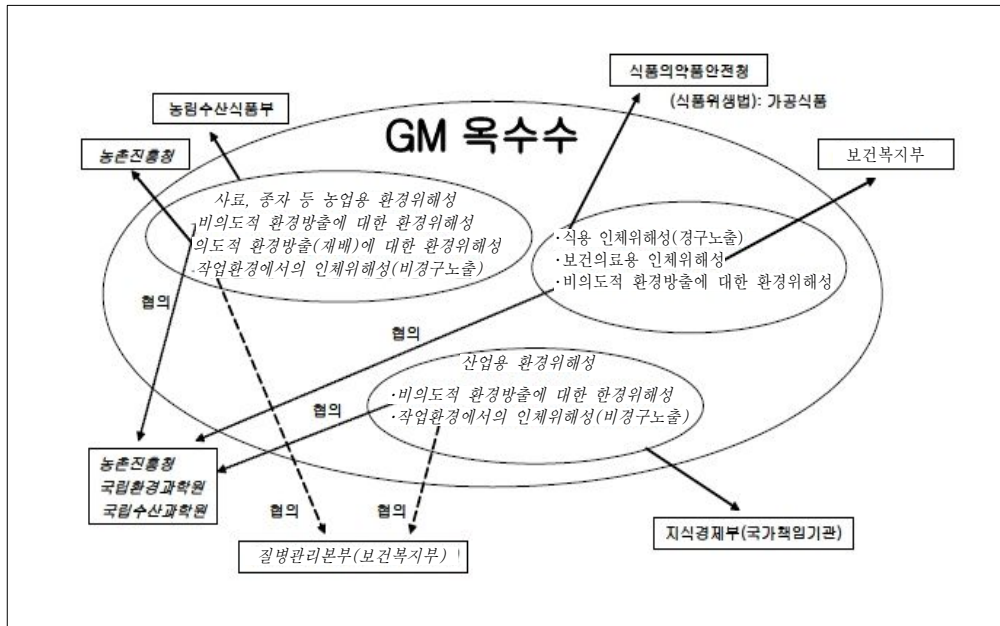 식품의약품안전청
(식품위생법): 가공식품
농림수산식품부
GM 옥수수
농촌진흥청
보건복지부
사료, 종자 등 농업용 환경위해성
·비의도적 환경방출에 대한 환경위해성
의도적 환경방출(재배)에 대한 환경위해성
·작업환경에서의 인체위해성(비경구노출)
·식용 인체위해성(경구노출)
·보건의료용 인체위해성
·비의도적 환경방출에 대한 환경위해성
협의
협의
산업용 환경위해성
·비의도적 환경방출에 대한 한경위해성
·작업환경에서의 인체위해성(비경구노출)
협의
농촌진흥청
국립환경과학원
국립수산과학원
협의
협의
지식경제부(국가책임기관)
질병관리본부(보건복지부)